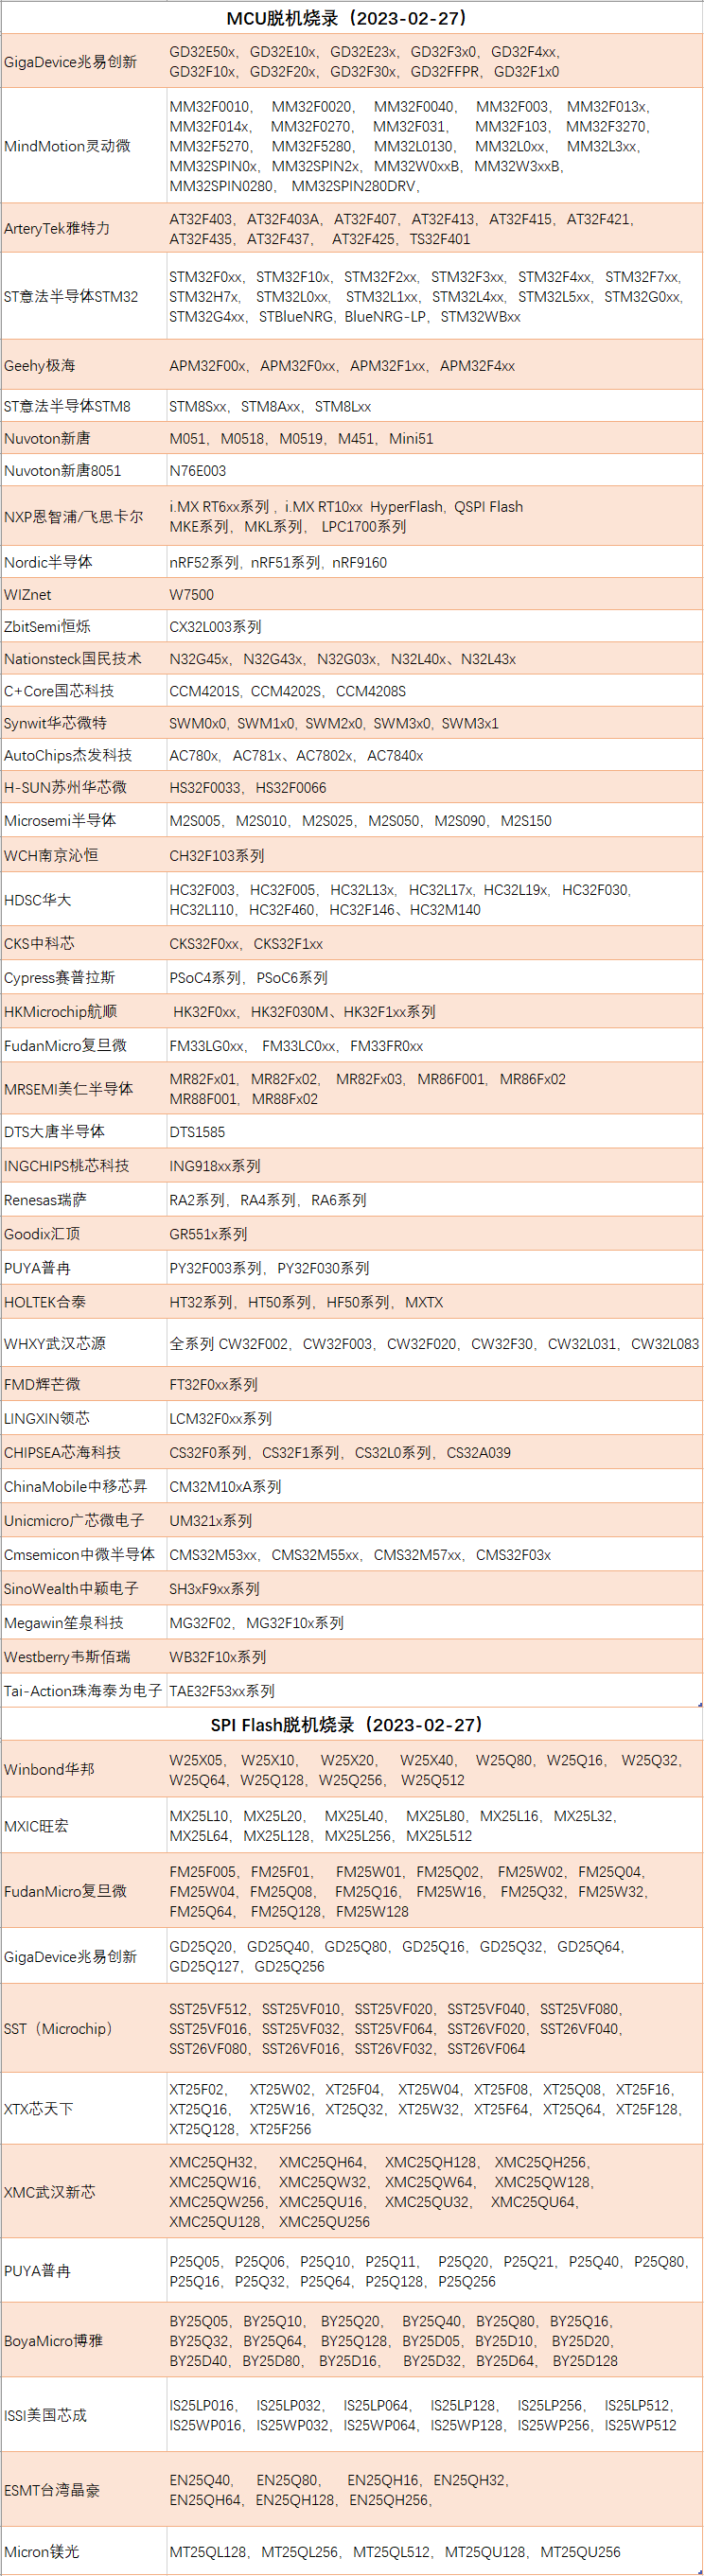 MCU脱机烧录（2023-02-27）
GigaDevice兆易创新
GD32E50x，GD32E10x，GD32E23x，GD32F3x0，GD32F4xx，
GD32F10x，GD32F20x，GD32F30x，GD32FFPR，GD32F1x0
MindMotion灵动微
MM32F0010， MM32F0020， MM32F0040， MM32F003， MM32F013x，
MM32F014x， MM32F0270， MM32F031， MM32F103， MM32F3270，
MM32F5270， MM32F5280， MM32L0130， MM32L0xx， MM32L3xx，
MM32SPIN0x，MM32SPIN2x，MM32W0xxB，MM32W3xxB，
MM32SPIN0280， MM32SPIN280DRV，
ArteryTek雅特力
AT32F403，AT32F403A，AT32F407，AT32F413，AT32F415，AT32F421，
AT32F435，AT32F437， AT32F425，TS32F401
ST意法半导体STM32
STM32F0xx，STM32F10x，STM32F2xx，STM32F3xx，STM32F4xx，STM32F7xx，
STM32H7x， STM32L0xx， STM32L1xx，STM32L4xx，STM32L5xx，STM32G0xx，
STM32G4xx，STBlueNRG，BlueNRG-LP，STM32WBxx
Geehy极海
APM32F00x，APM32F0xx，APM32F1xx，APM32F4xx
ST意法半导体STM8
STM8Sxx，STM8Axx，STM8Lxx
Nuvoton新唐
M051，M0518，M0519，M451，Mini51
Nuvoton新唐8051
N76E003
NXP恩智浦/飞思卡尔
i.MX RT6xx系列 , i.MX RT10xx HyperFlash, QSPI Flash
MKE系列，MKL系列， LPC1700系列
Nordic半导体
nRF52系列, nRF51系列, nRF9160
WIZnet
W7500
ZbitSemi恒烁
CX32L003系列
Nationsteck国民技术
N32G45x，N32G43x，N32G03x，N32L40x、N32L43x
C+Core国芯科技
CCM4201S, CCM4202S，CCM4208S
Synwit华芯微特
SWM0x0, SWM1x0, SWM2x0, SWM3x0, SWM3x1
AutoChips杰发科技
AC780x，AC781x、AC7802x，AC7840x
H-SUN苏州华芯微
HS32F0033，HS32F0066
Microsemi半导体
M2S005，M2S010，M2S025，M2S050，M2S090，M2S150
WCH南京沁恒
CH32F103系列
HDSC华大
HC32F003，HC32F005，HC32L13x，HC32L17x，HC32L19x， HC32F030，
HC32L110，HC32F460，HC32F146、HC32M140
CKS中科芯
CKS32F0xx，CKS32F1xx
Cypress赛普拉斯
PSoC4系列，PSoC6系列
HKMicrochip航顺
HK32F0xx，HK32F030M、HK32F1xx系列
FudanMicro复旦微
FM33LG0xx， FM33LC0xx，FM33FR0xx
MRSEMI美仁半导体
MR82Fx01，MR82Fx02， MR82Fx03，MR86F001，MR86Fx02
MR88F001，MR88Fx02
DTS大唐半导体
DTS1585
INGCHIPS桃芯科技
ING918xx系列
Renesas瑞萨
RA2系列，RA4系列，RA6系列
Goodix汇顶
GR551x系列
PUYA普冉
PY32F003系列，PY32F030系列
HOLTEK合泰
HT32系列，HT50系列，HF50系列，MXTX
WHXY武汉芯源
全系列 CW32F002，CW32F003，CW32F020，CW32F30，CW32L031，CW32L083
FMD辉芒微
FT32F0xx系列
LINGXIN领芯
LCM32F0xx系列
CHIPSEA芯海科技
CS32F0系列，CS32F1系列，CS32L0系列，CS32A039
ChinaMobile中移芯昇
CM32M10xA系列
Unicmicro广芯微电子
UM321x系列
Cmsemicon中微半导体
CMS32M53xx，CMS32M55xx，CMS32M57xx，CMS32F03x
SinoWealth中颖电子
SH3xF9xx系列
Megawin笙泉科技
MG32F02，MG32F10x系列
Westberry韦斯佰瑞
WB32F10x系列
Tai-Action珠海泰为电子
TAE32F53xx系列
SPI Flash脱机烧录（2023-02-27）
Winbond华邦
W25X05， W25X10， W25X20， W25X40， W25Q80，W25Q16， W25Q32，
W25Q64，W25Q128，W25Q256， W25Q512
MXIC旺宏
MX25L10，MX25L20， MX25L40， MX25L80，MX25L16，MX25L32，
MX25L64， MX25L128，MX25L256，MX25L512
FudanMicro复旦微
FM25F005，FM25F01， FM25W01，FM25Q02， FM25W02，FM25Q04，
FM25W04，FM25Q08， FM25Q16， FM25W16， FM25Q32，FM25W32，
FM25Q64， FM25Q128，FM25W128
GigaDevice兆易创新
GD25Q20，GD25Q40，GD25Q80，GD25Q16，GD25Q32，GD25Q64，
GD25Q127，GD25Q256
SST（Microchip）
SST25VF512，SST25VF010，SST25VF020，SST25VF040，SST25VF080，
SST25VF016，SST25VF032，SST25VF064，SST26VF020，SST26VF040，
SST26VF080，SST26VF016，SST26VF032，SST26VF064
XTX芯天下
XT25F02， XT25W02，XT25F04， XT25W04，XT25F08，XT25Q08，XT25F16，
XT25Q16， XT25W16，XT25Q32，XT25W32，XT25F64，XT25Q64，XT25F128，
XT25Q128，XT25F256
XMC武汉新芯
XMC25QH32， XMC25QH64， XMC25QH128， XMC25QH256，
XMC25QW16， XMC25QW32， XMC25QW64， XMC25QW128，
XMC25QW256，XMC25QU16， XMC25QU32， XMC25QU64，
XMC25QU128， XMC25QU256
PUYA普冉
P25Q05，P25Q06，P25Q10，P25Q11， P25Q20，P25Q21，P25Q40，P25Q80，
P25Q16，P25Q32，P25Q64，P25Q128，P25Q256
BoyaMicro博雅
BY25Q05，BY25Q10， BY25Q20， BY25Q40，BY25Q80，BY25Q16，
BY25Q32，BY25Q64， BY25Q128，BY25D05，BY25D10， BY25D20，
BY25D40，BY25D80， BY25D16， BY25D32，BY25D64， BY25D128
ISSI美国芯成
IS25LP016， IS25LP032， IS25LP064， IS25LP128， IS25LP256， IS25LP512，
IS25WP016，IS25WP032，IS25WP064，IS25WP128，IS25WP256，IS25WP512
ESMT台湾晶豪
EN25Q40， EN25Q80， EN25QH16，EN25QH32，
EN25QH64，EN25QH128，EN25QH256，
Micron镁光
MT25QL128，MT25QL256，MT25QL512，MT25QU128，MT25QU256